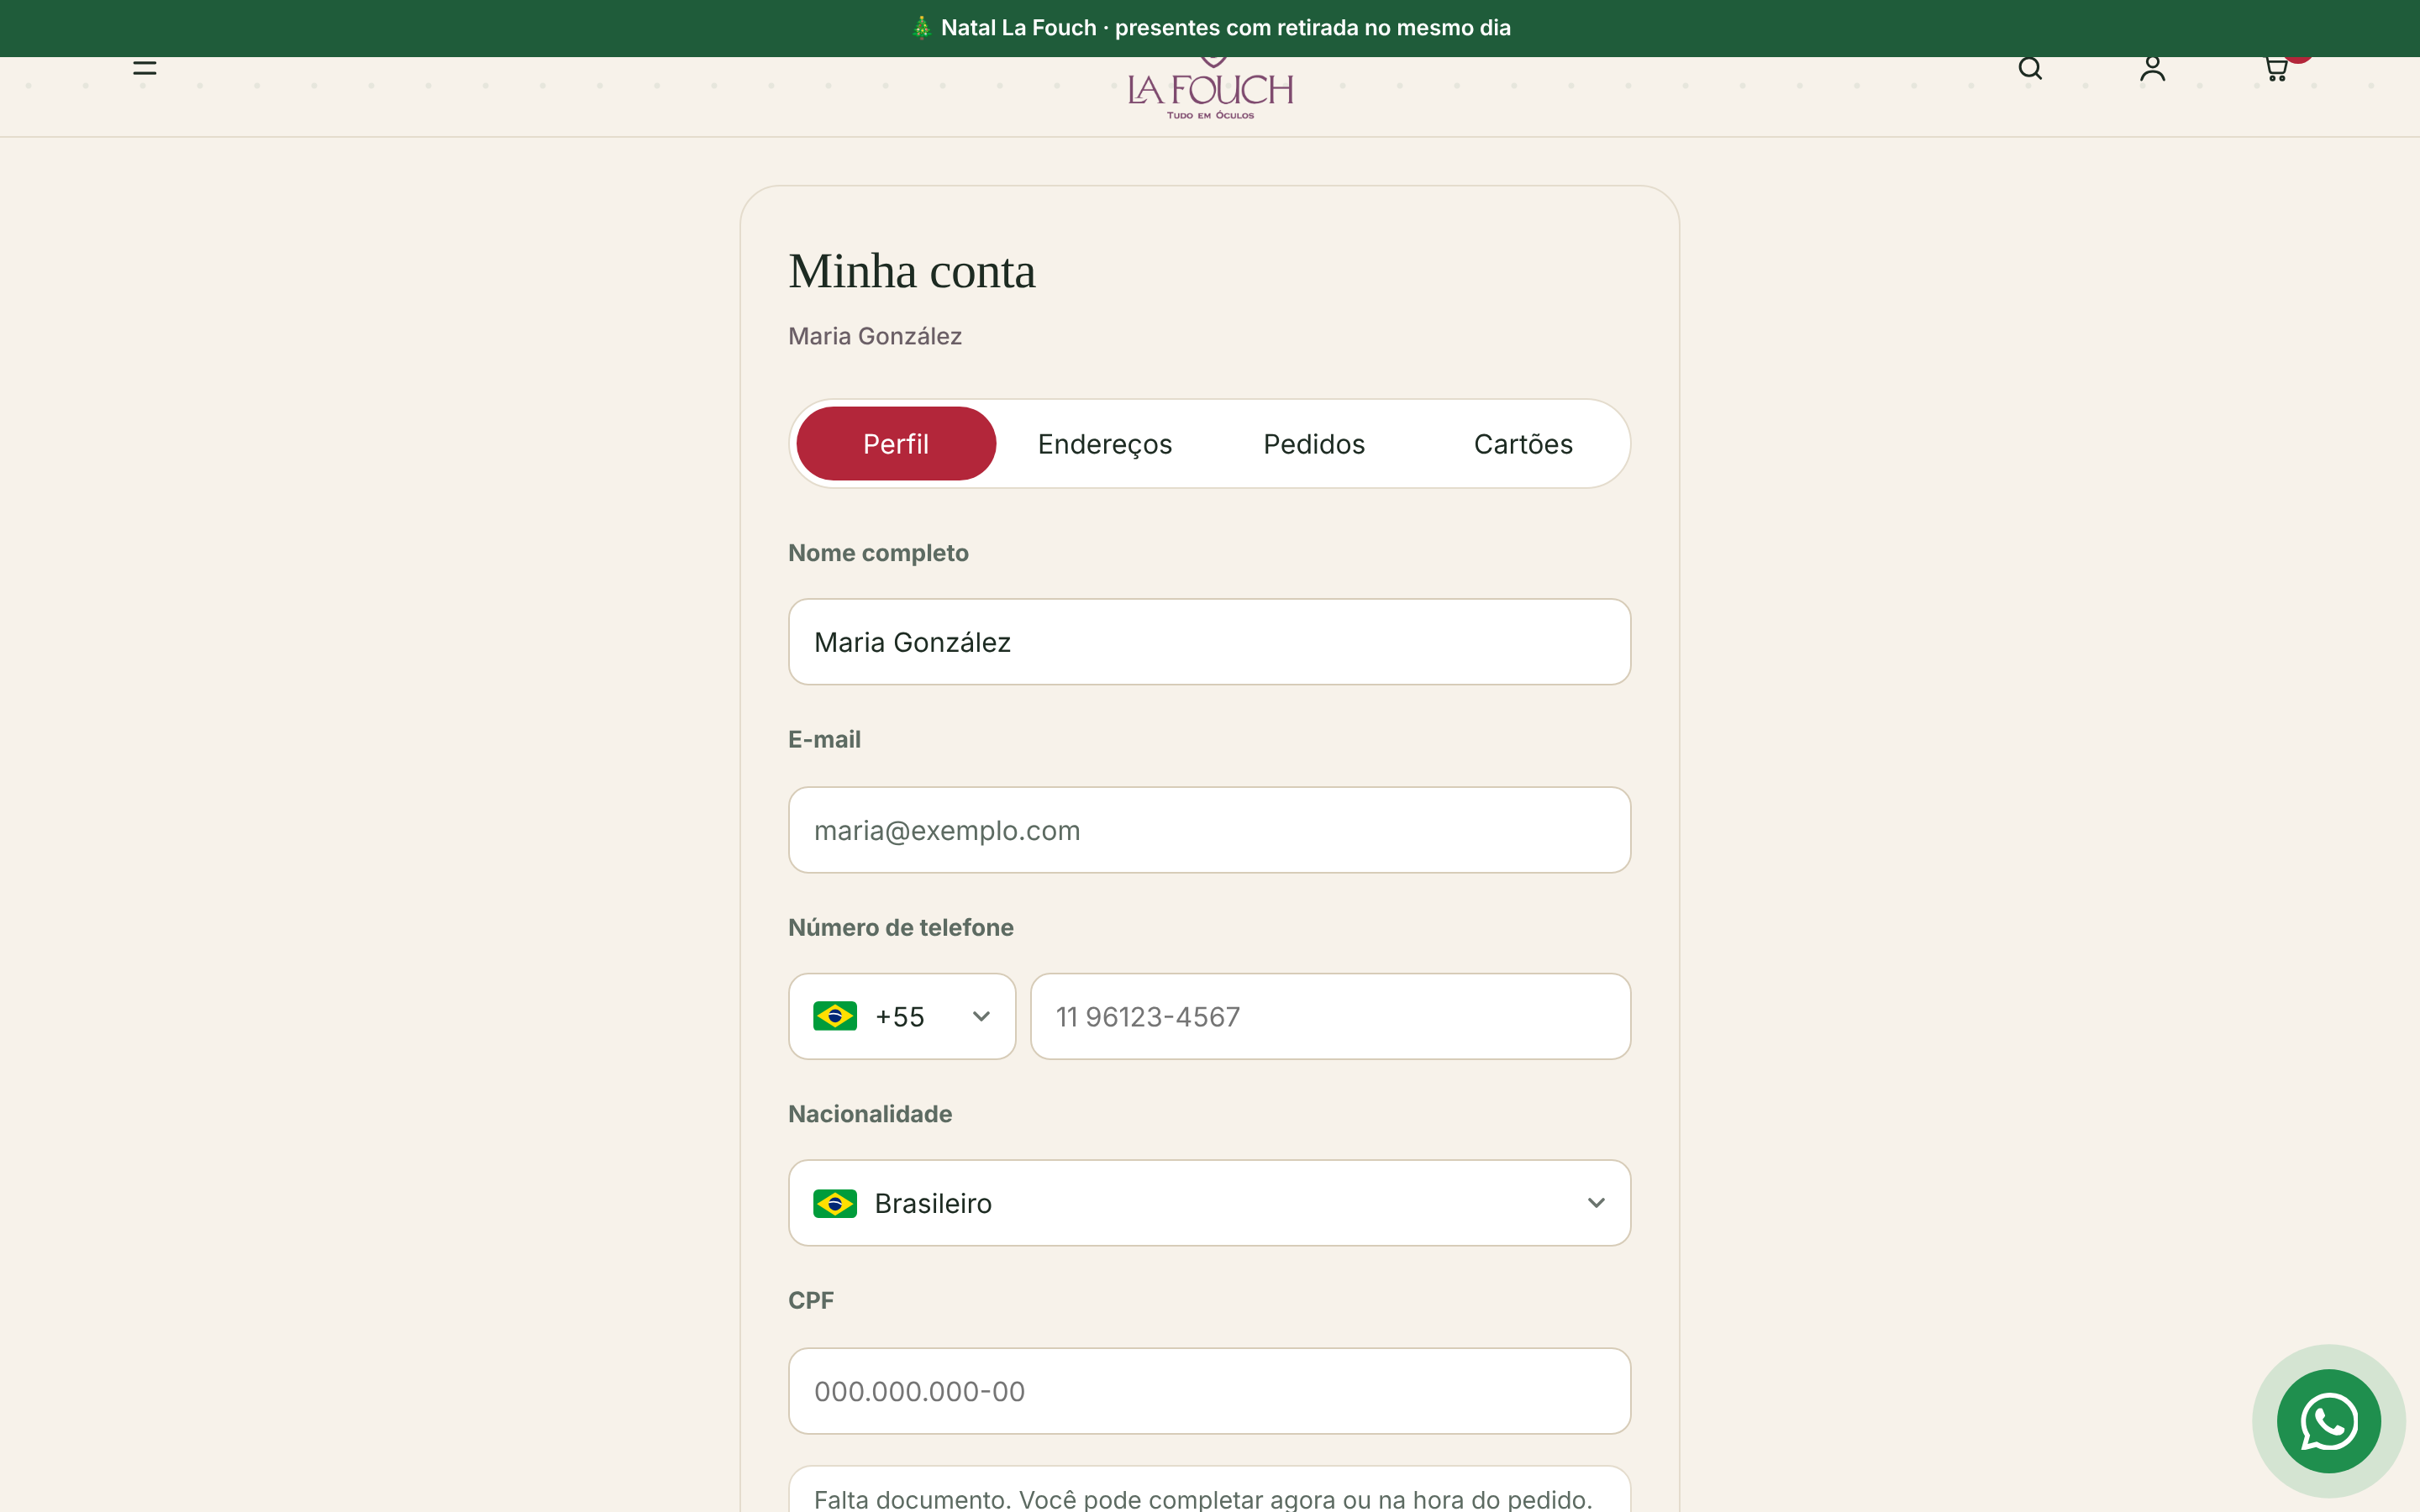 🎄 Natal La Fouch · presentes com retirada no mesmo dia
LA FOUCH
TUDO EM ÓCULOS
Minha conta
Maria González
Perfil
Endereços
Pedidos
Cartões
Nome completo
Maria González
E-mail
maria@exemplo.com
Número de telefone
+55
11 96123-4567
Nacionalidade
Brasileiro
CPF
000.000.000-00
Falta documento. Você pode completar agora ou na hora do pedido.